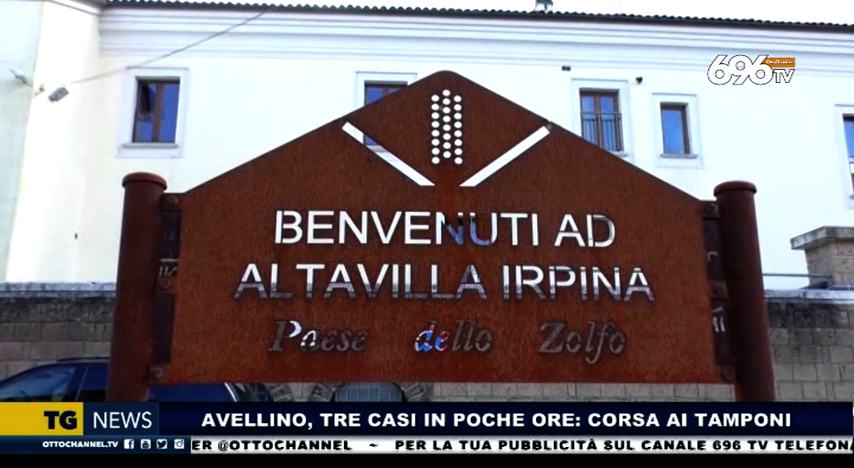 696 TV
BENVENUTI AD
ALTAVILLA IRPINA
Paese dello Zolfo
TG NEWS
AVELLINO, TRE CASI IN POCHE ORE: CORSA AI TAMPONI
OTTOCHANNEL.TV
ER @OTTOCHANNEL ~ PER LA TUA PUBBLICITÀ SUL CANALE 696 TV TELEFONA